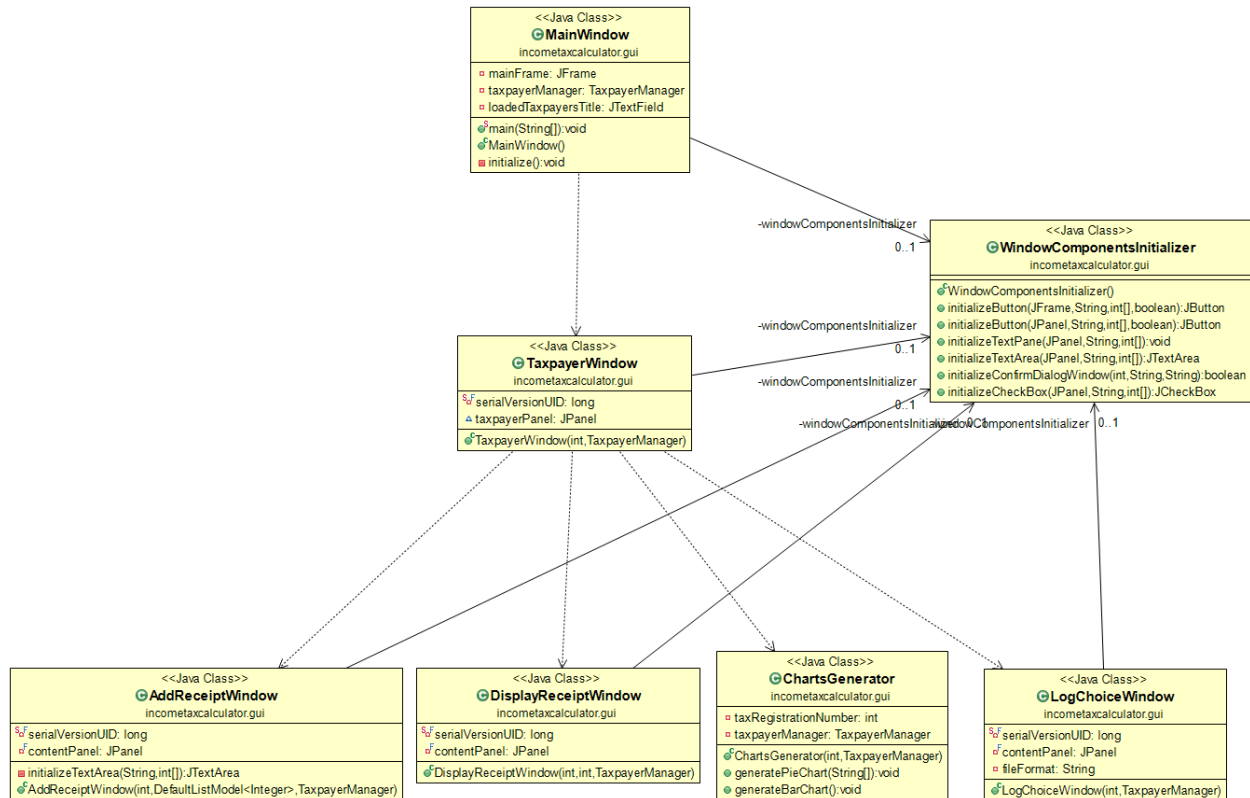 <<Java Class>>
MainWindow
incometaxcalculator.gui
mainFrame: JFrame
taxpayerManager: TaxpayerManager
loadedTaxpayersTitle: JTextField
main(String[]):void
MainWindow()
initialize():void
-windowComponentsInitializer
0..1
<<Java Class>>
WindowComponentsInitializer
incometaxcalculator.gui
WindowComponentsInitializer()
initializeButton(JFrame,String,int[],boolean):JButton
initializeButton(JPanel,String,int[],boolean):JButton
initializeTextPane(JPanel,String,int[]):void
initializeTextArea(JPanel,String,int[]):JTextArea
initializeConfirmDialogWindow(int,String,String):boolean
initializeCheckBox(JPanel,String,int[]):JCheckBox
-windowComponentsInitializer
0..1
<<Java Class>>
TaxpayerWindow
incometaxcalculator.gui
serialVersionUID: long
taxpayerPanel: JPanel
TaxpayerWindow(int,TaxpayerManager)
-windowComponentsInitializer
0..1
-windowComponentsInitializer
0..1
-windowComponentsInitializer
0..1
<<Java Class>>
AddReceiptWindow
incometaxcalculator.gui
serialVersionUID: long
contentPanel: JPanel
initializeTextArea(String,int[]):JTextArea
AddReceiptWindow(int,DefaultListModel<Integer>,TaxpayerManager)
<<Java Class>>
DisplayReceiptWindow
incometaxcalculator.gui
serialVersionUID: long
contentPanel: JPanel
DisplayReceiptWindow(int,int,TaxpayerManager)
<<Java Class>>
ChartsGenerator
incometaxcalculator.gui
taxRegistrationNumber: int
taxpayerManager: TaxpayerManager
ChartsGenerator(int,TaxpayerManager)
generatePieChart(String[]):void
generateBarChart():void
<<Java Class>>
LogChoiceWindow
incometaxcalculator.gui
serialVersionUID: long
contentPanel: JPanel
fileFormat: String
LogChoiceWindow(int,TaxpayerManager)